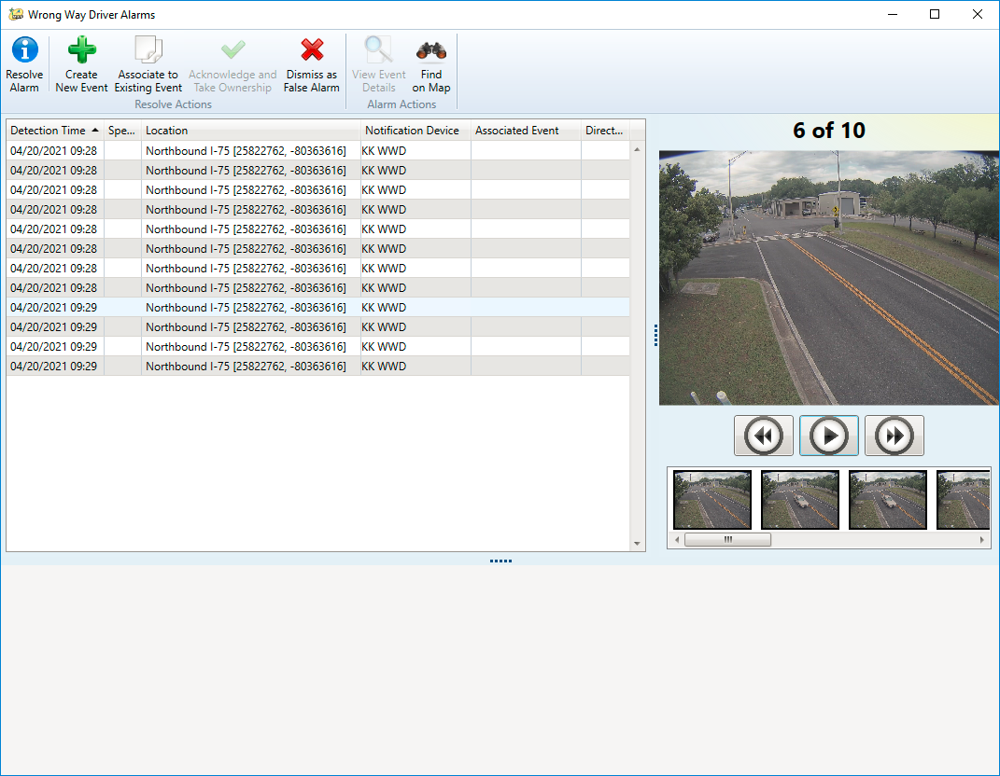 Wrong Way Driver Alarms
Resolve Alarm
Create New Event
Associate to Existing Event
Acknowledge and Take Ownership
Dismiss as False Alarm
View Event Details
Find on Map
Resolve Actions
Alarm Actions
Detection Time Spe... Location Notification Device Associated Event Direct...
04/20/2021 09:28 Northbound I-75 [25822762, -80363616] KK WWD
04/20/2021 09:28 Northbound I-75 [25822762, -80363616] KK WWD
04/20/2021 09:28 Northbound I-75 [25822762, -80363616] KK WWD
04/20/2021 09:28 Northbound I-75 [25822762, -80363616] KK WWD
04/20/2021 09:28 Northbound I-75 [25822762, -80363616] KK WWD
04/20/2021 09:28 Northbound I-75 [25822762, -80363616] KK WWD
04/20/2021 09:28 Northbound I-75 [25822762, -80363616] KK WWD
04/20/2021 09:28 Northbound I-75 [25822762, -80363616] KK WWD
04/20/2021 09:29 Northbound I-75 [25822762, -80363616] KK WWD
04/20/2021 09:29 Northbound I-75 [25822762, -80363616] KK WWD
04/20/2021 09:29 Northbound I-75 [25822762, -80363616] KK WWD
04/20/2021 09:29 Northbound I-75 [25822762, -80363616] KK WWD
6 of 10